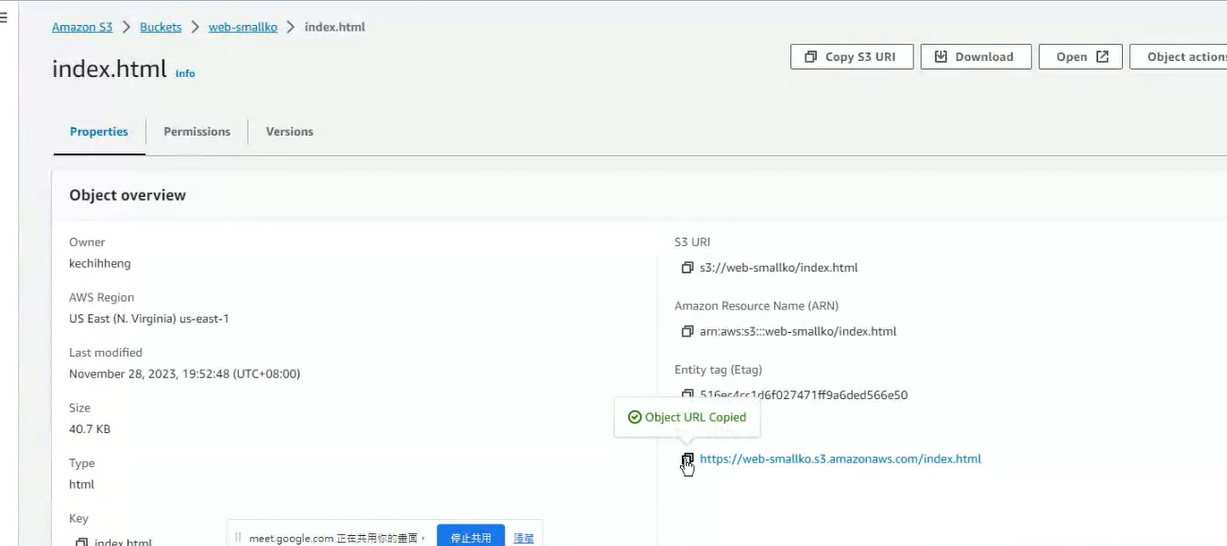 Amazon S3 > Buckets > web-smallko > index.html
index.html Info
Copy S3 URI Download Open Object actions
Properties Permissions Versions
Object overview
Owner
kechihheng
AWS Region
US East (N. Virginia) us-east-1
Last modified
November 28, 2023, 19:52:48 (UTC+08:00)
Size
40.7 KB
Type
html
Key
index.html
S3 URI
s3://web-smallko/index.html
Amazon Resource Name (ARN)
arn:aws:s3:::web-smallko/index.html
Entity tag (Etag)
516ec4cc1d6f027471ff9a6ded566e50
Object URL Copied
https://web-smallko.s3.amazonaws.com/index.html
meet.google.com 正在共用你的畫面。 停止共用 隱藏